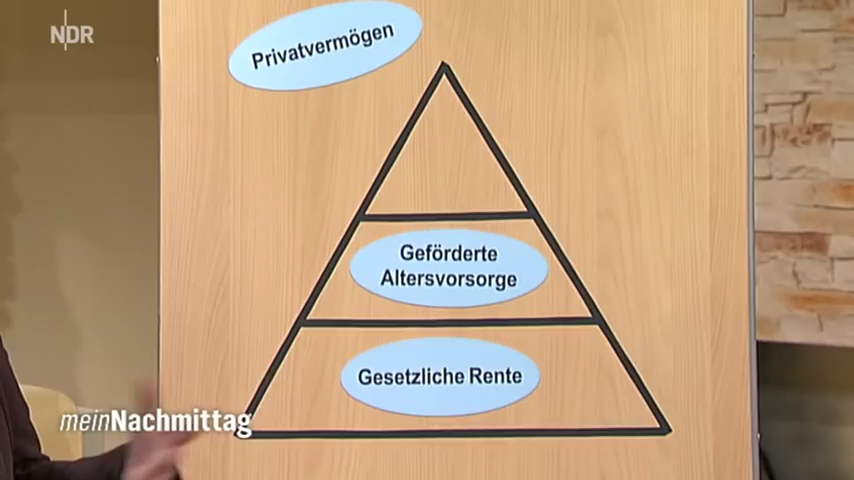 NDR
Privatvermögen
Geförderte
Altersvorsorge
Gesetzliche Rente
meinNachmittag